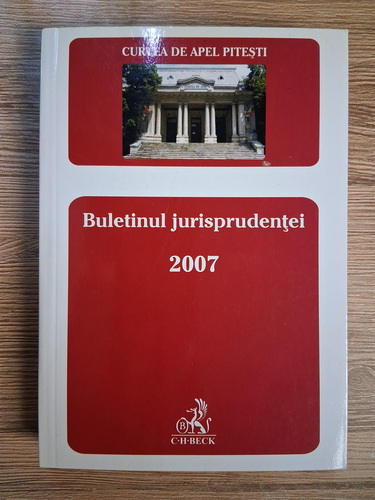 CURTEA DE APEL PITEŞTI
Buletinul jurisprudenţei
2007
B
C·H·BECK